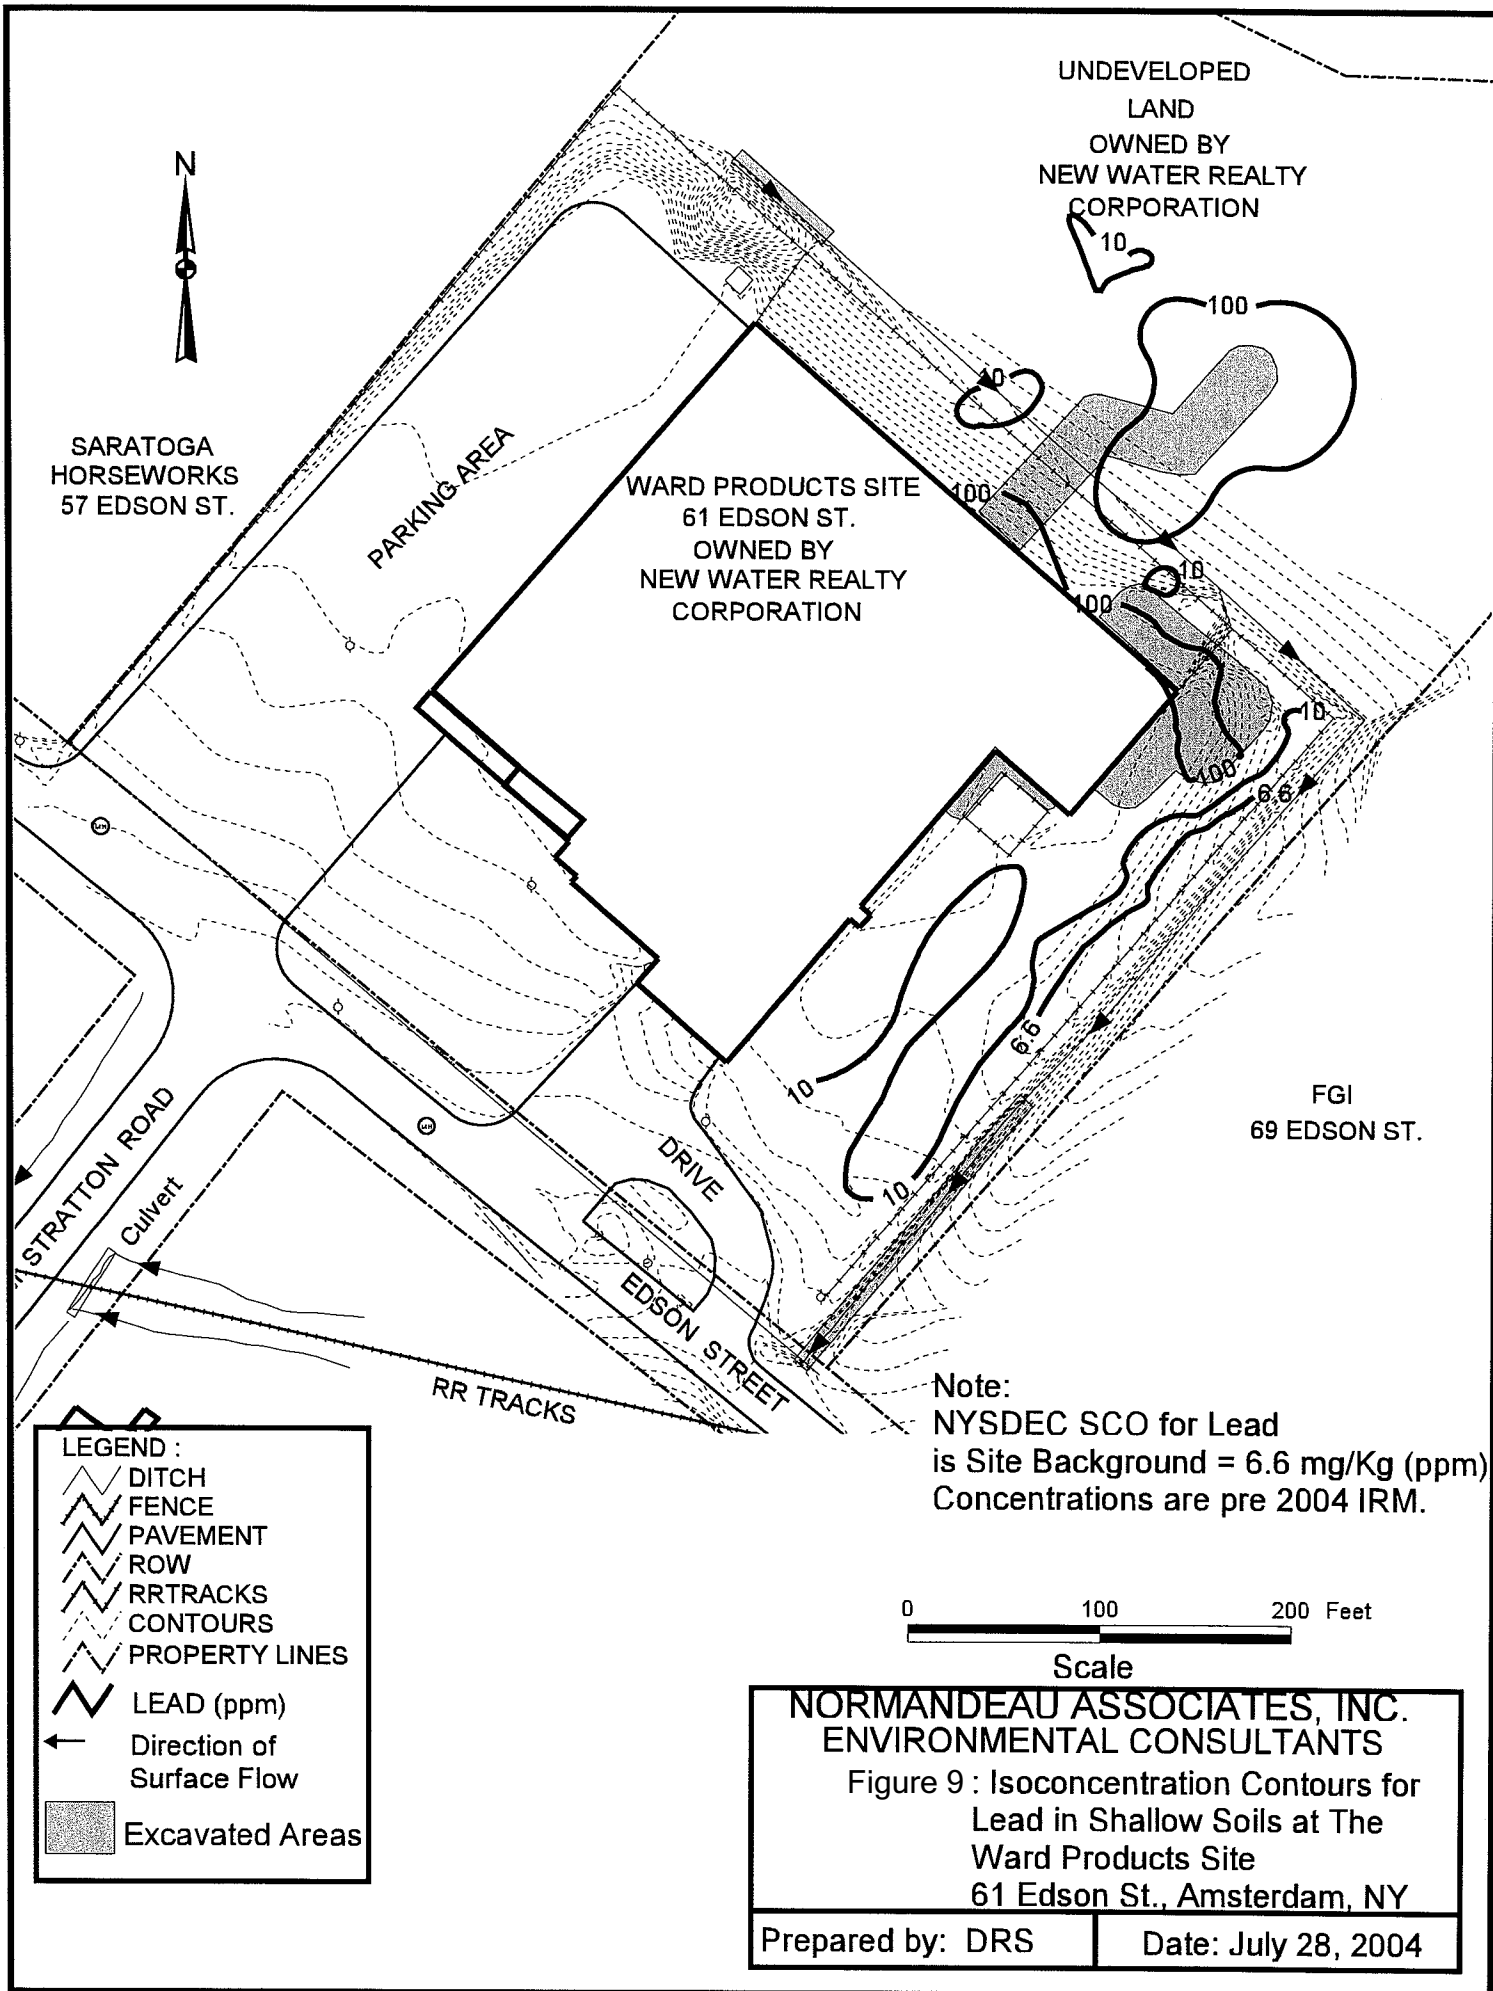 UNDEVELOPED
LAND
OWNED BY
NEW WATER REALTY
CORPORATION
N
10
100
10
SARATOGA
HORSEWORKS
57 EDSON ST.
PARKING AREA
WARD PRODUCTS SITE
61 EDSON ST.
OWNED BY
NEW WATER REALTY
CORPORATION
100
10
100
10
100
6.6
6.6
10
10
FGI
69 EDSON ST.
DRIVE
STRATTON ROAD
Culvert
EDSON STREET
RR TRACKS
MH
MH
Note:
NYSDEC SCO for Lead
is Site Background = 6.6 mg/Kg (ppm)
Concentrations are pre 2004 IRM.
LEGEND :
DITCH
FENCE
PAVEMENT
ROW
RRTRACKS
CONTOURS
PROPERTY LINES
LEAD (ppm)
Direction of
Surface Flow
Excavated Areas
0 100 200 Feet
Scale
NORMANDEAU ASSOCIATES, INC.
ENVIRONMENTAL CONSULTANTS
Figure 9 : Isoconcentration Contours for
Lead in Shallow Soils at The
Ward Products Site
61 Edson St., Amsterdam, NY
Prepared by: DRS
Date: July 28, 2004